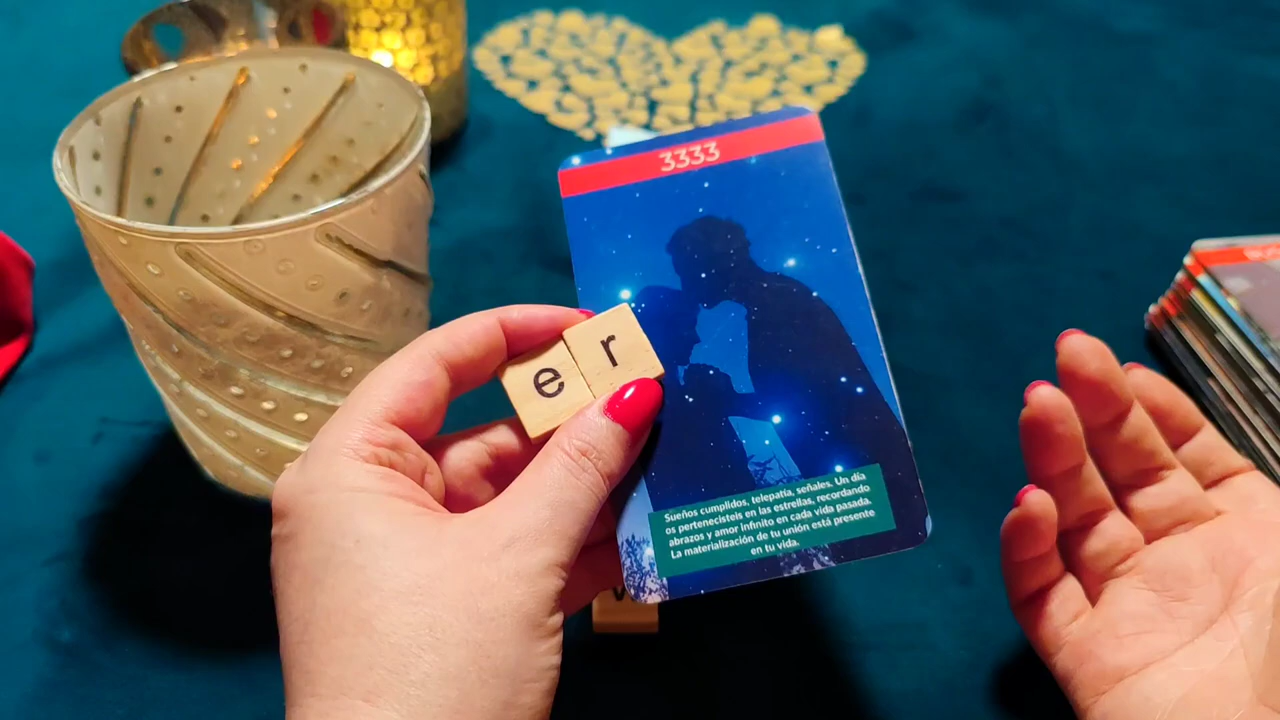 3333
e r
Sueños cumplidos, telepatía, señales. Un día
os pertenecisteis en las estrellas, recordando
abrazos y amor infinito en cada vida pasada.
La materialización de tu unión está presente
en tu vida.